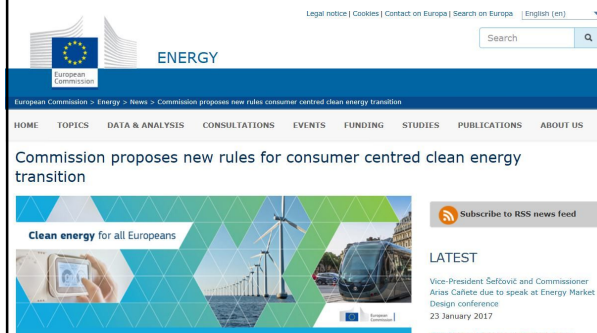 Legal notice | Cookies | Contact on Europa | Search on Europa English (en)
Search
European
Commission
ENERGY
European Commission > Energy > News > Commission proposes new rules consumer centred clean energy transition
HOME TOPICS DATA & ANALYSIS CONSULTATIONS EVENTS FUNDING STUDIES PUBLICATIONS ABOUT US
Commission proposes new rules for consumer centred clean energy
transition
Clean energy for all Europeans
European
Commission
Subscribe to RSS news feed
LATEST
Vice-President Šefčovič and Commissioner
Arias Cañete due to speak at Energy Market
Design conference
23 January 2017